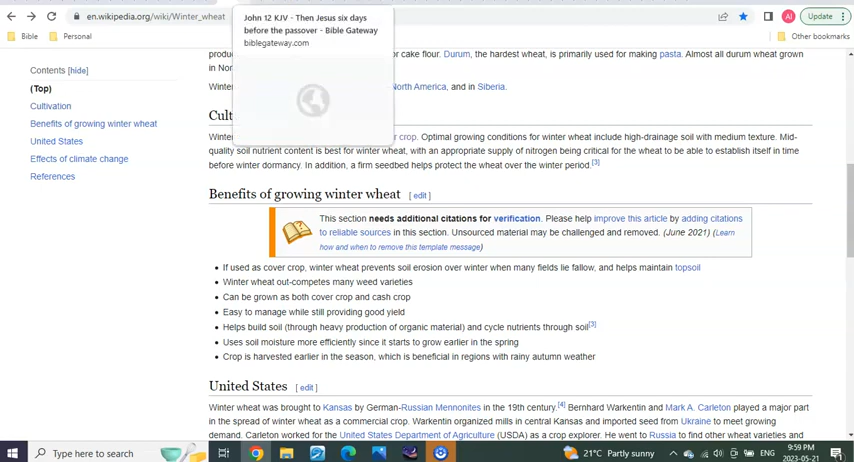 John 12 KJV - Then Jesus six days
before the passover - Bible Gateway
biblegateway.com
en.wikipedia.org/wiki/Winter_wheat
AI
Update
Bible
Personal
Other bookmarks
Contents [hide]
(Top)
Cultivation
Benefits of growing winter wheat
United States
Effects of climate change
References
produ
or cake flour. Durum, the hardest wheat, is primarily used for making pasta. Almost all durum wheat grown
in Nor
Winter
North America, and in Siberia.
Cult
Winter
er crop. Optimal growing conditions for winter wheat include high-drainage soil with medium texture. Mid-
quality soil nutrient content is best for winter wheat, with an appropriate supply of nitrogen being critical for the wheat to be able to establish itself in time
before winter dormancy. In addition, a firm seedbed helps protect the wheat over the winter period.[3]
Benefits of growing winter wheat [ edit ]
This section needs additional citations for verification. Please help improve this article by adding citations
to reliable sources in this section. Unsourced material may be challenged and removed. (June 2021) (Learn
how and when to remove this template message)
• If used as cover crop, winter wheat prevents soil erosion over winter when many fields lie fallow, and helps maintain topsoil
• Winter wheat out-competes many weed varieties
• Can be grown as both cover crop and cash crop
• Easy to manage while still providing good yield
• Helps build soil (through heavy production of organic material) and cycle nutrients through soil[3]
• Uses soil moisture more efficiently since it starts to grow earlier in the spring
• Crop is harvested earlier in the season, which is beneficial in regions with rainy autumn weather
United States [ edit ]
Winter wheat was brought to Kansas by German-Russian Mennonites in the 19th century.[4] Bernhard Warkentin and Mark A. Carleton played a major part
in the spread of winter wheat as a commercial crop. Warkentin organized mills in central Kansas and imported seed from Ukraine to meet growing
demand. Carleton worked for the United States Department of Agriculture (USDA) as a crop explorer. He went to Russia to find other wheat varieties and
Type here to search
21°C Partly sunny
9:59 PM
2023-05-21